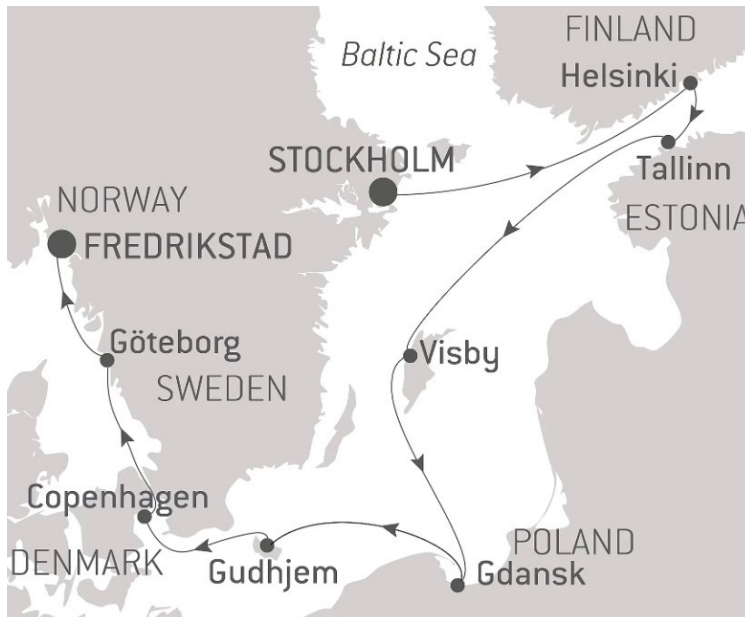 FINLAND
Baltic Sea
Helsinki
STOCKHOLM
Tallinn
NORWAY
ESTONIA
FREDRIKSTAD
Göteborg
Visby
SWEDEN
Copenhagen
POLAND
DENMARK
Gudhjem
Gdansk